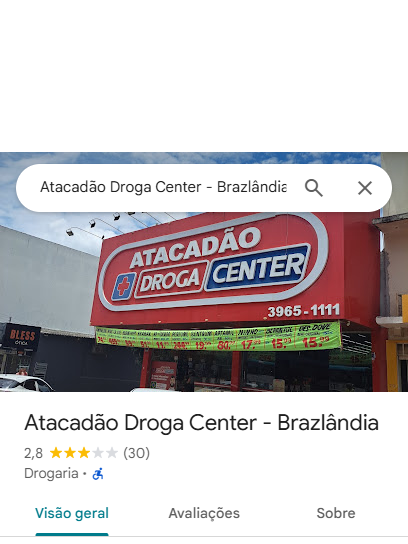 Atacadão Droga Center - Brazlândia
ATACADÃO
DROGA CENTER
3965-1111
BLESS
Atacadão Droga Center - Brazlândia
2,8 (30)
Drogaria ·
Visão geral Avaliações Sobre